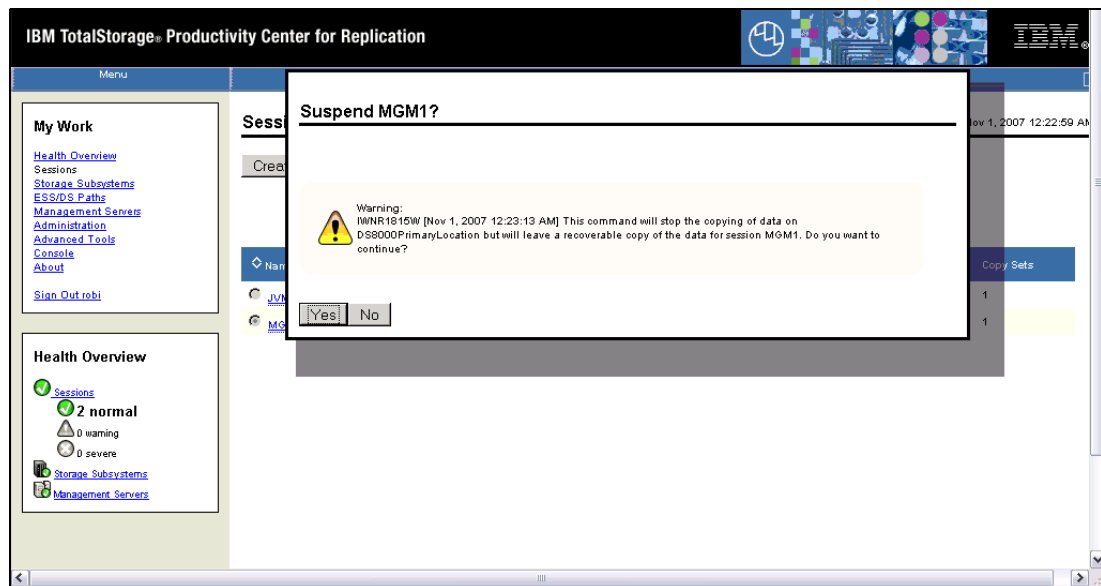 IBM TotalStorage® Productivity Center for Replication
IBM®
Menu
My Work
Health Overview
Sessions
Storage Subsystems
ESS/DS Paths
Management Servers
Administration
Advanced Tools
Console
About
Sign Out robi
Health Overview
Sessions
2 normal
0 warning
0 severe
Storage Subsystems
Management Servers
Sessi
Nov 1, 2007 12:22:59 AM
Crea
Nam
Copy Sets
JVM
1
MG
1
Suspend MGM1?
Warning:
IWNR1815W [Nov 1, 2007 12:23:13 AM] This command will stop the copying of data on
DS8000PrimaryLocation but will leave a recoverable copy of the data for session MGM1. Do you want to
continue?
Yes No